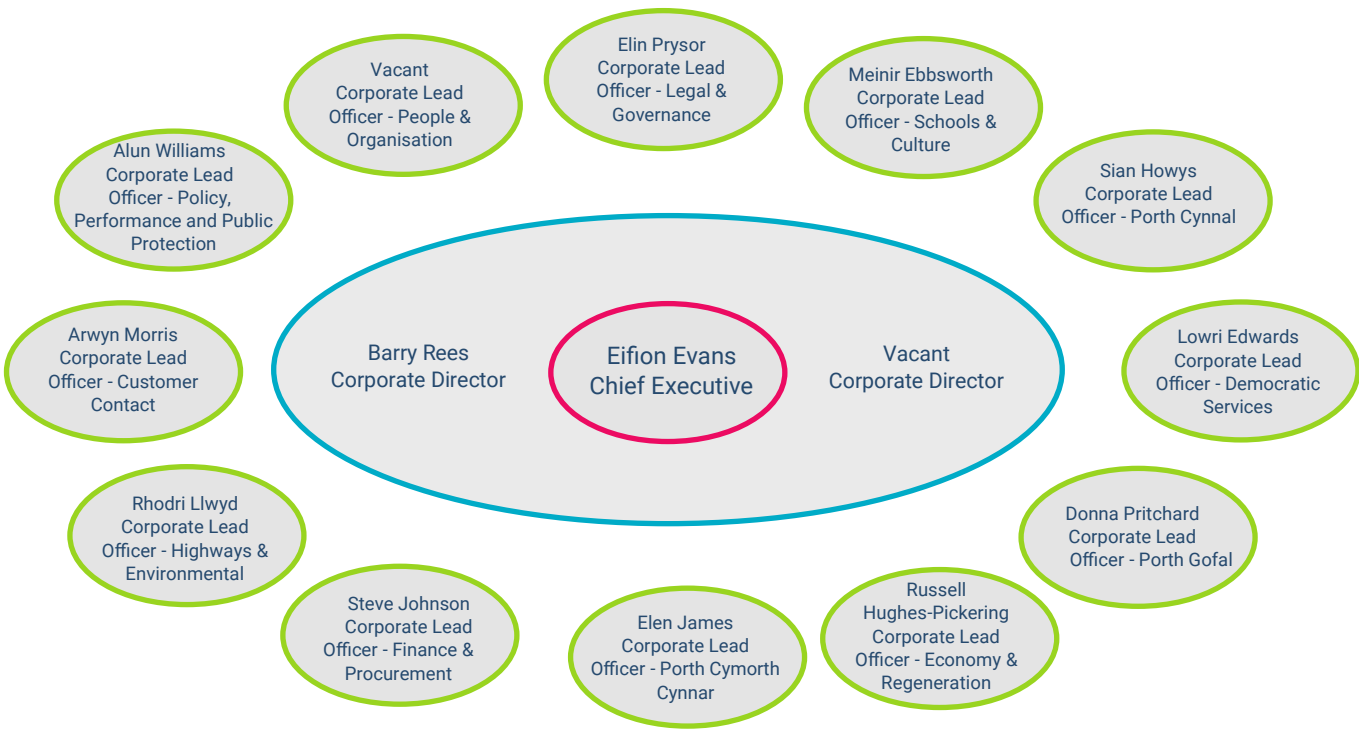 Elin Prysor
Corporate Lead
Officer - Legal &
Governance
Vacant
Corporate Lead
Officer - People &
Organisation
Meinir Ebbsworth
Corporate Lead
Officer - Schools &
Culture
Alun Williams
Corporate Lead
Officer - Policy,
Performance and Public
Protection
Sian Howys
Corporate Lead
Officer - Porth Cynnal
Arwyn Morris
Corporate Lead
Officer - Customer
Contact
Barry Rees
Corporate Director
Eifion Evans
Chief Executive
Vacant
Corporate Director
Lowri Edwards
Corporate Lead
Officer - Democratic
Services
Rhodri Llwyd
Corporate Lead
Officer - Highways &
Environmental
Donna Pritchard
Corporate Lead
Officer - Porth Gofal
Steve Johnson
Corporate Lead
Officer - Finance &
Procurement
Elen James
Corporate Lead
Officer - Porth Cymorth
Cynnar
Russell
Hughes-Pickering
Corporate Lead
Officer - Economy &
Regeneration